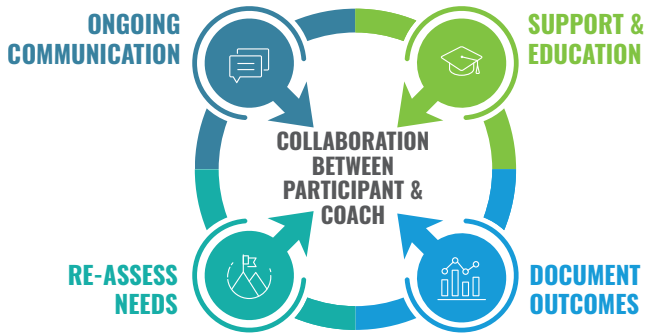 ONGOING
COMMUNICATION
SUPPORT &
EDUCATION
COLLABORATION
BETWEEN
PARTICIPANT &
COACH
RE-ASSESS
NEEDS
DOCUMENT
OUTCOMES